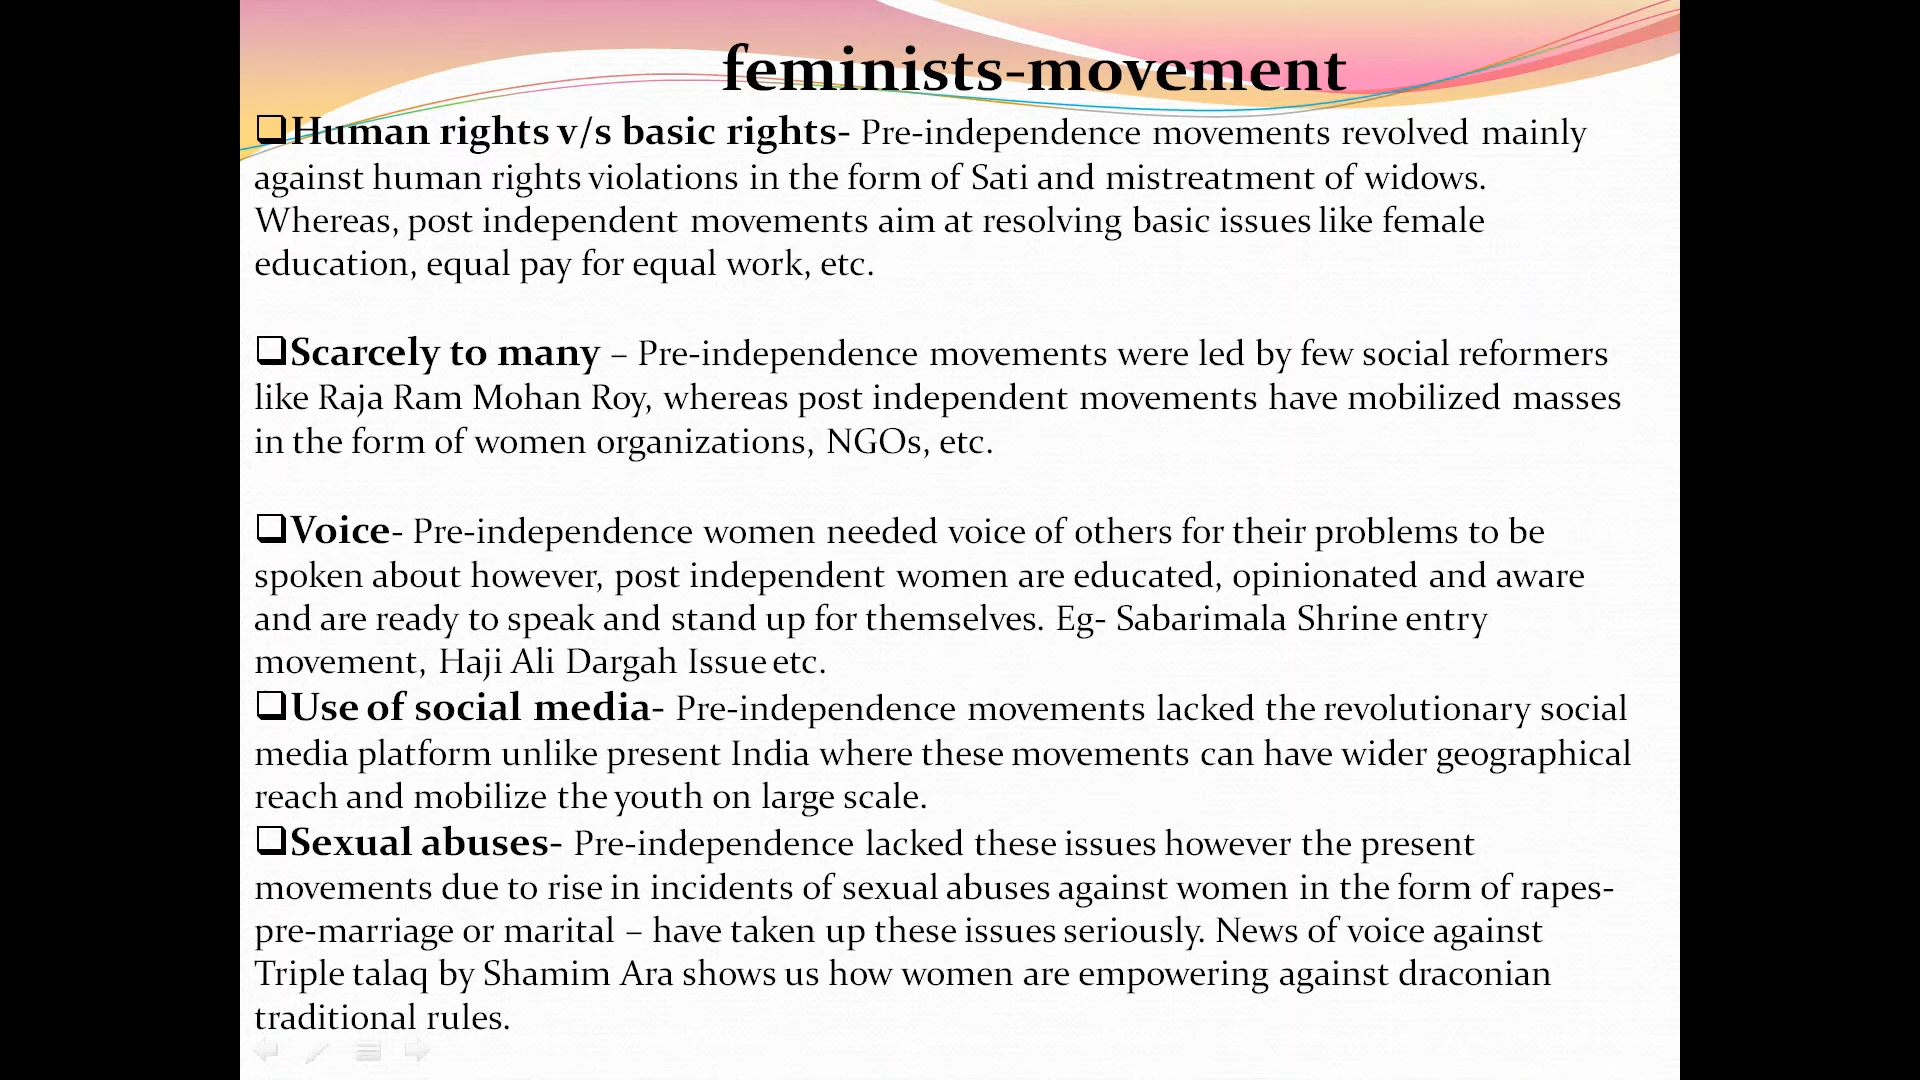 feminists-movement
❑Human rights v/s basic rights- Pre-independence movements revolved mainly
against human rights violations in the form of Sati and mistreatment of widows.
Whereas, post independent movements aim at resolving basic issues like female
education, equal pay for equal work, etc.
❑Scarcely to many – Pre-independence movements were led by few social reformers
like Raja Ram Mohan Roy, whereas post independent movements have mobilized masses
in the form of women organizations, NGOs, etc.
❑Voice- Pre-independence women needed voice of others for their problems to be
spoken about however, post independent women are educated, opinionated and aware
and are ready to speak and stand up for themselves. Eg- Sabarimala Shrine entry
movement, Haji Ali Dargah Issue etc.
❑Use of social media- Pre-independence movements lacked the revolutionary social
media platform unlike present India where these movements can have wider geographical
reach and mobilize the youth on large scale.
❑Sexual abuses- Pre-independence lacked these issues however the present
movements due to rise in incidents of sexual abuses against women in the form of rapes-
pre-marriage or marital – have taken up these issues seriously. News of voice against
Triple talaq by Shamim Ara shows us how women are empowering against draconian
traditional rules.